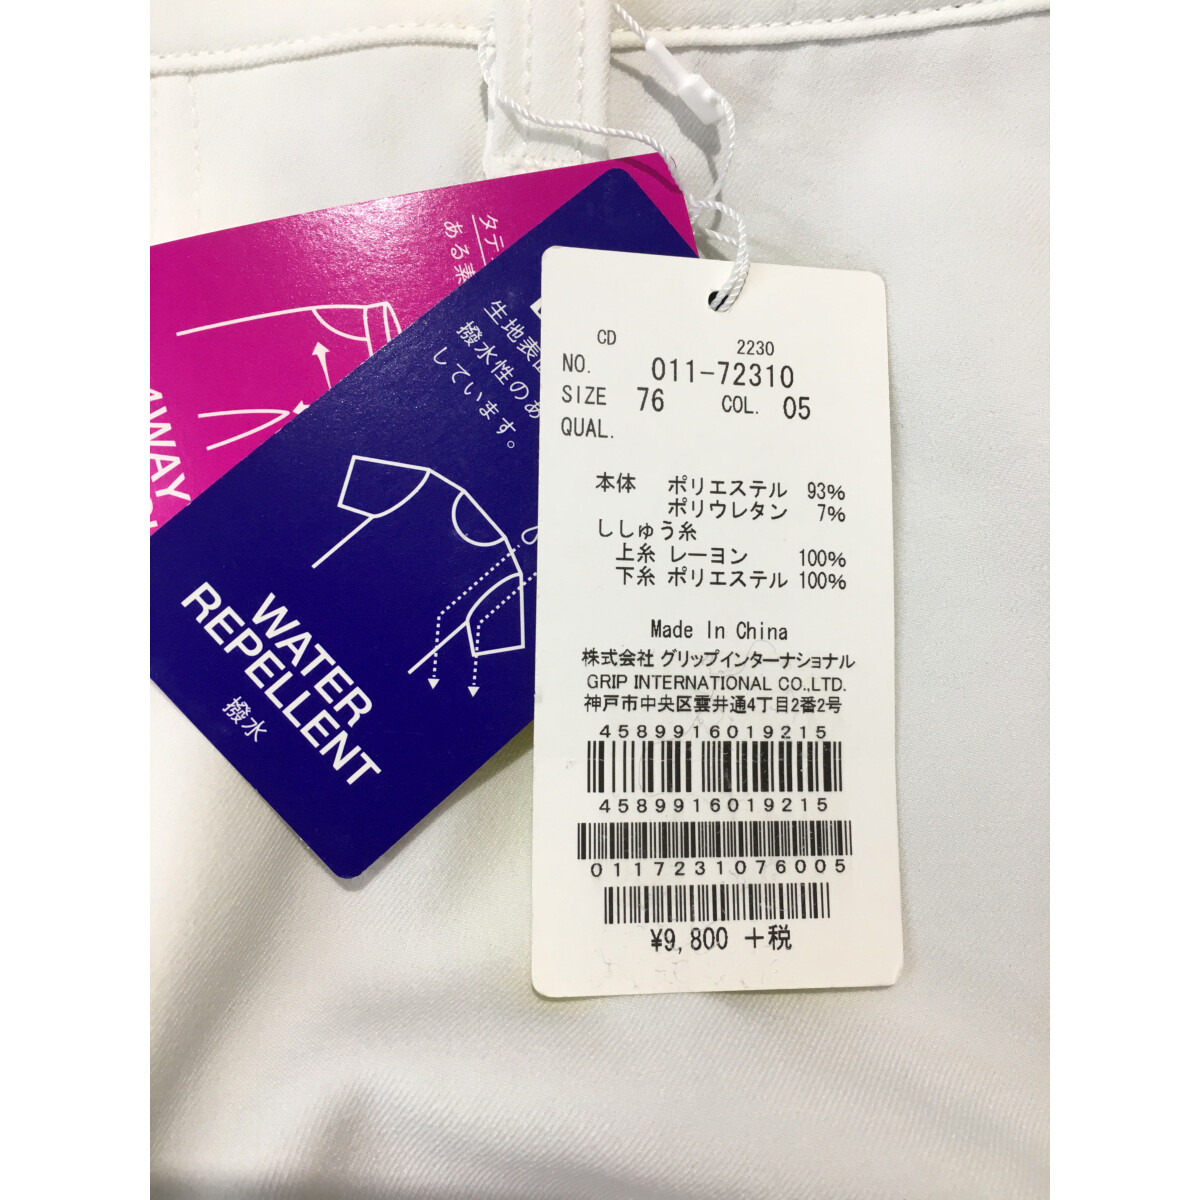 タテ
ある素
4WAY
生地表面
撥水性のあ
しています。
WATER
REPELLENT
撥水
CD 2230
NO. 011-72310
SIZE 76 COL. 05
QUAL.
本体 ポリエステル 93%
ポリウレタン 7%
ししゅう糸
上糸 レーヨン 100%
下糸 ポリエステル 100%
Made In China
株式会社 グリップインターナショナル
GRIP INTERNATIONAL CO.,LTD.
神戸市中央区雲井通4丁目2番2号
4589916019215
4589916019215
0117231076005
¥9,800 +税